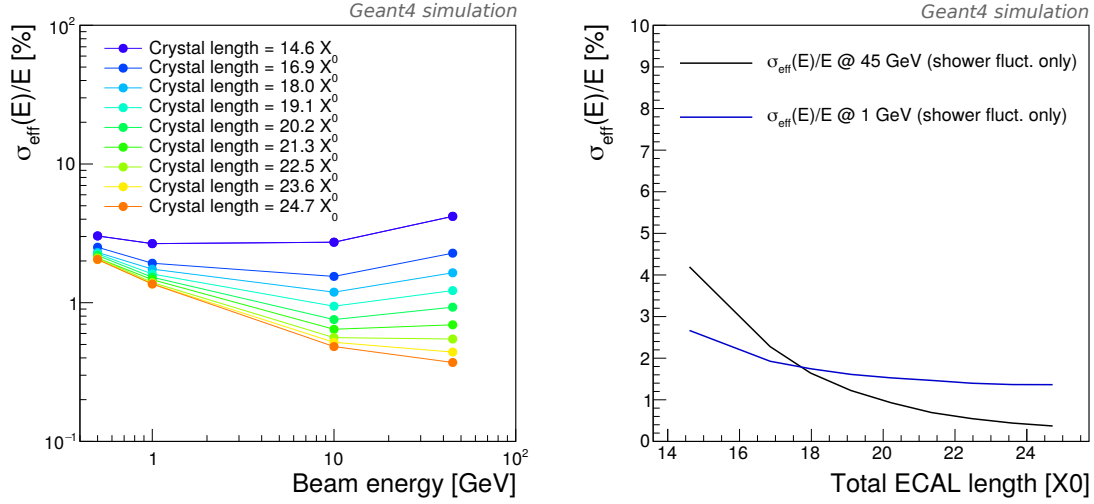 Geant4 simulation
σeff(E)/E [%]
10²
10
1
10⁻¹
Crystal length = 14.6 X₀
Crystal length = 16.9 X₀
Crystal length = 18.0 X₀
Crystal length = 19.1 X₀
Crystal length = 20.2 X₀
Crystal length = 21.3 X₀
Crystal length = 22.5 X₀
Crystal length = 23.6 X₀
Crystal length = 24.7 X₀
1 10 10²
Beam energy [GeV]
Geant4 simulation
σeff(E)/E [%]
10
9
8
7
6
5
4
3
2
1
0
σeff(E)/E @ 45 GeV (shower fluct. only)
σeff(E)/E @ 1 GeV (shower fluct. only)
14 16 18 20 22 24
Total ECAL length [X0]